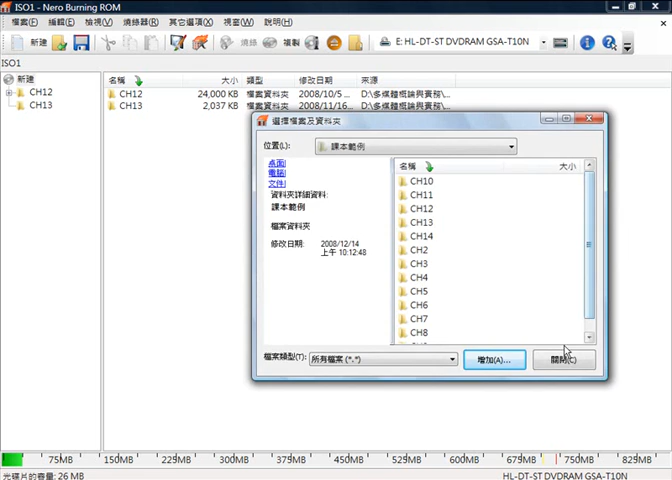 ISO1 - Nero Burning ROM
檔案(F) 編輯(E) 檢視(V) 燒錄器(R) 其它選項(X) 視窗(W) 說明(H)
新建 燒錄 複製 E: HL-DT-ST DVDRAM GSA-T10N
ISO1
新建
CH12
CH13
名稱 大小 類型 修改日期 來源
CH12 24,000 KB 檔案資料夾 2008/10/5 ... D:\多媒體概論與實務\...
CH13 2,037 KB 檔案資料夾 2008/11/16... D:\多媒體概論與實務\...
選擇檔案及資料夾
位置(L): 課本範例
桌面
電腦
文件
資料夾詳細資料:
課本範例
檔案資料夾
修改日期: 2008/12/14
上午 10:12:48
名稱 大小
CH10
CH11
CH12
CH13
CH14
CH2
CH3
CH4
CH5
CH6
CH7
CH8
檔案類型(T): 所有檔案 (*.*) 增加(A)... 關閉(C)
75MB 150MB 225MB 300MB 375MB 450MB 525MB 600MB 675MB 750MB 825MB
光碟片的容量: 26 MB HL-DT-ST DVDRAM GSA-T10N